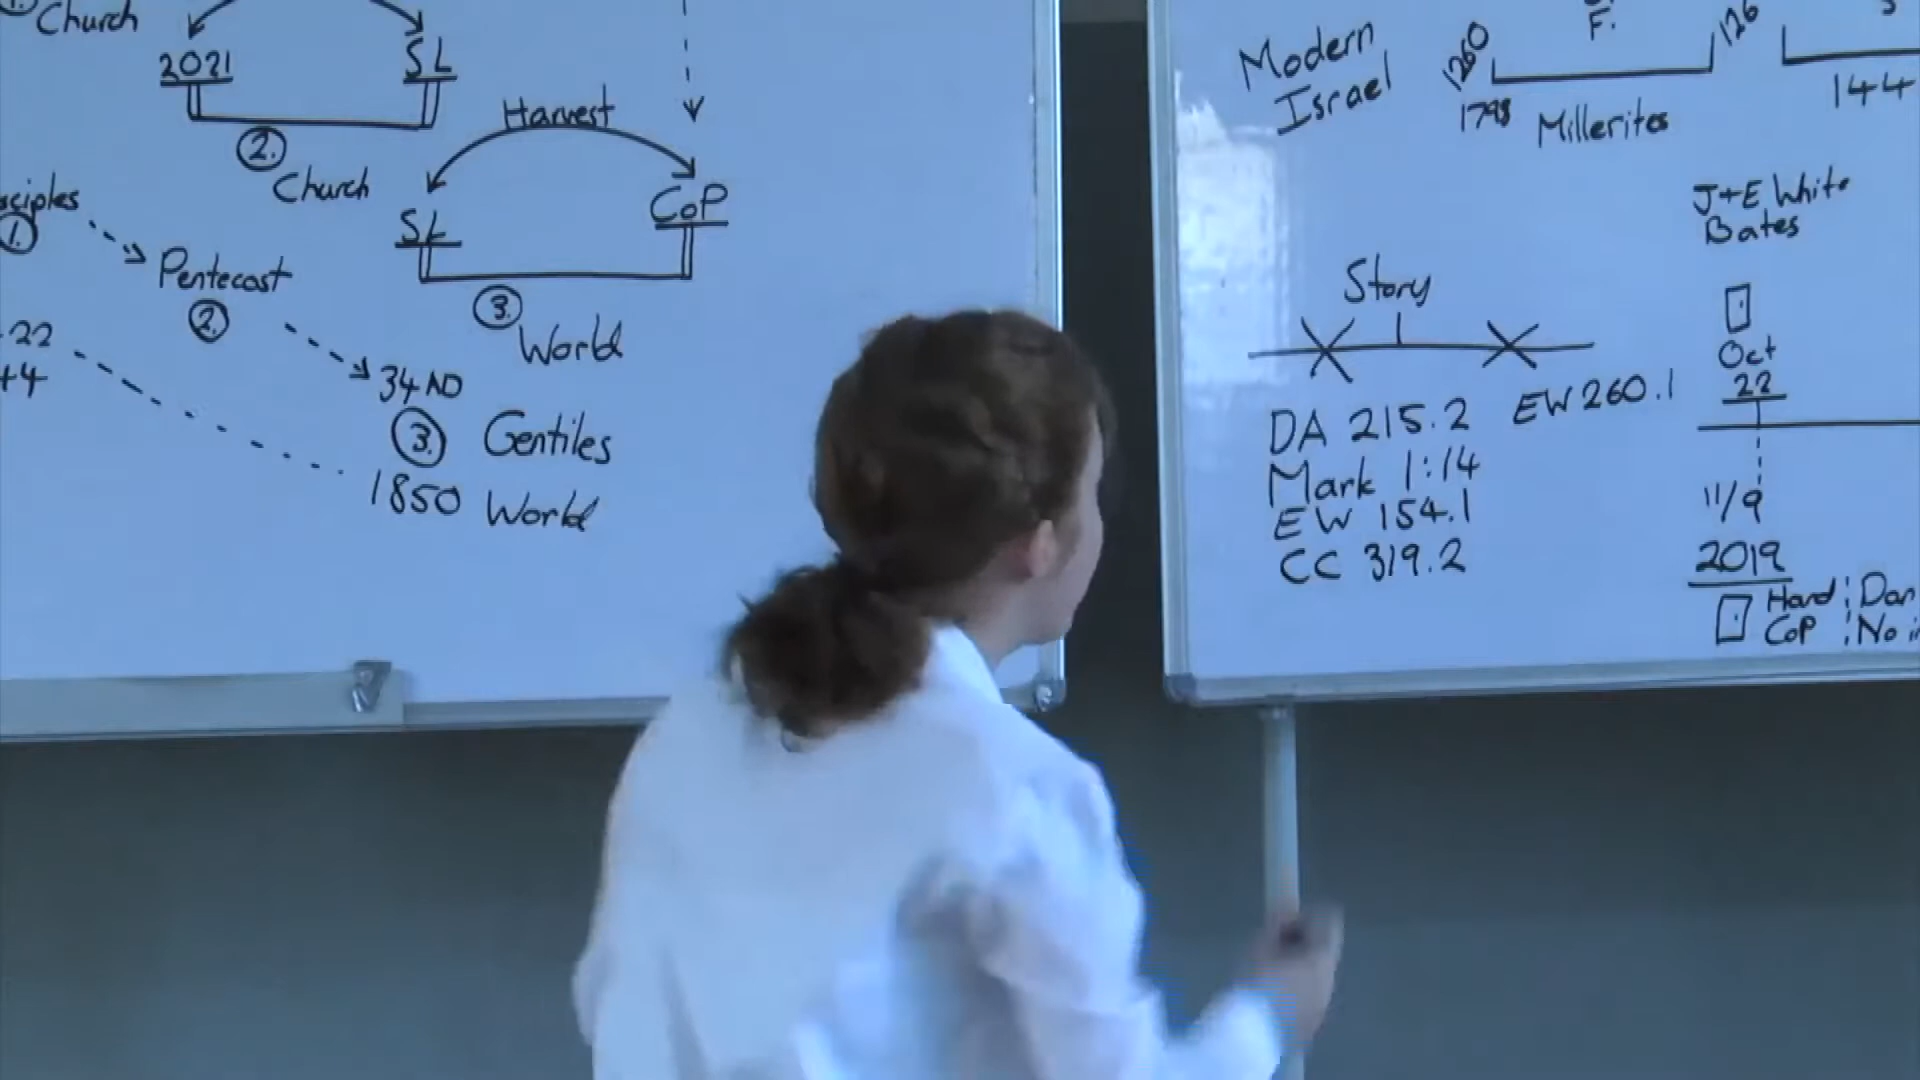 1.
Church
2021
SL
2.
Church
Harvest
SL
CoP
3.
World
1.
Pentecost
2.
34 AD
3.
Gentiles
22
+4
1850 World
Modern
Israel
F.
1260
1798
Millerites
126
144
J+E White
Bates
Story
Oct
22
DA 215.2
EW 260.1
Mark 1:14
EW 154.1
CC 319.2
11/9
2019
Hard
CoP
No